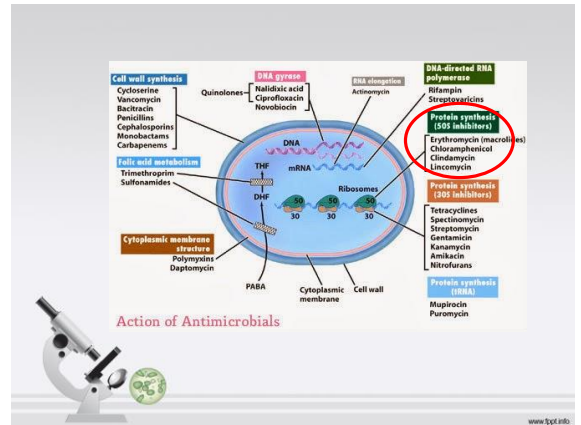 Cell wall synthesis
Cycloserine
Vancomycin
Bacitracin
Penicillins
Cephalosporins
Monobactams
Carbapenems
DNA gyrase
Quinolones
Nalidixic acid
Ciprofloxacin
Novobiocin
RNA elongation
Actinomycin
DNA-directed RNA
polymerase
Rifampin
Streptovaricins
Protein synthesis
(50S inhibitors)
Erythromycin (macrolides)
Chloramphenicol
Clindamycin
Lincomycin
Folic acid metabolism
Trimethoprim
Sulfonamides
DNA
mRNA
THF
DHF
Ribosomes
50
50
50
30
30
30
Protein synthesis
(30S inhibitors)
Tetracyclines
Spectinomycin
Streptomycin
Gentamicin
Kanamycin
Amikacin
Nitrofurans
Cytoplasmic membrane
structure
Polymyxins
Daptomycin
PABA
Cytoplasmic
membrane
Cell wall
Protein synthesis
(tRNA)
Mupirocin
Puromycin
Action of Antimicrobials
www.fppt.info